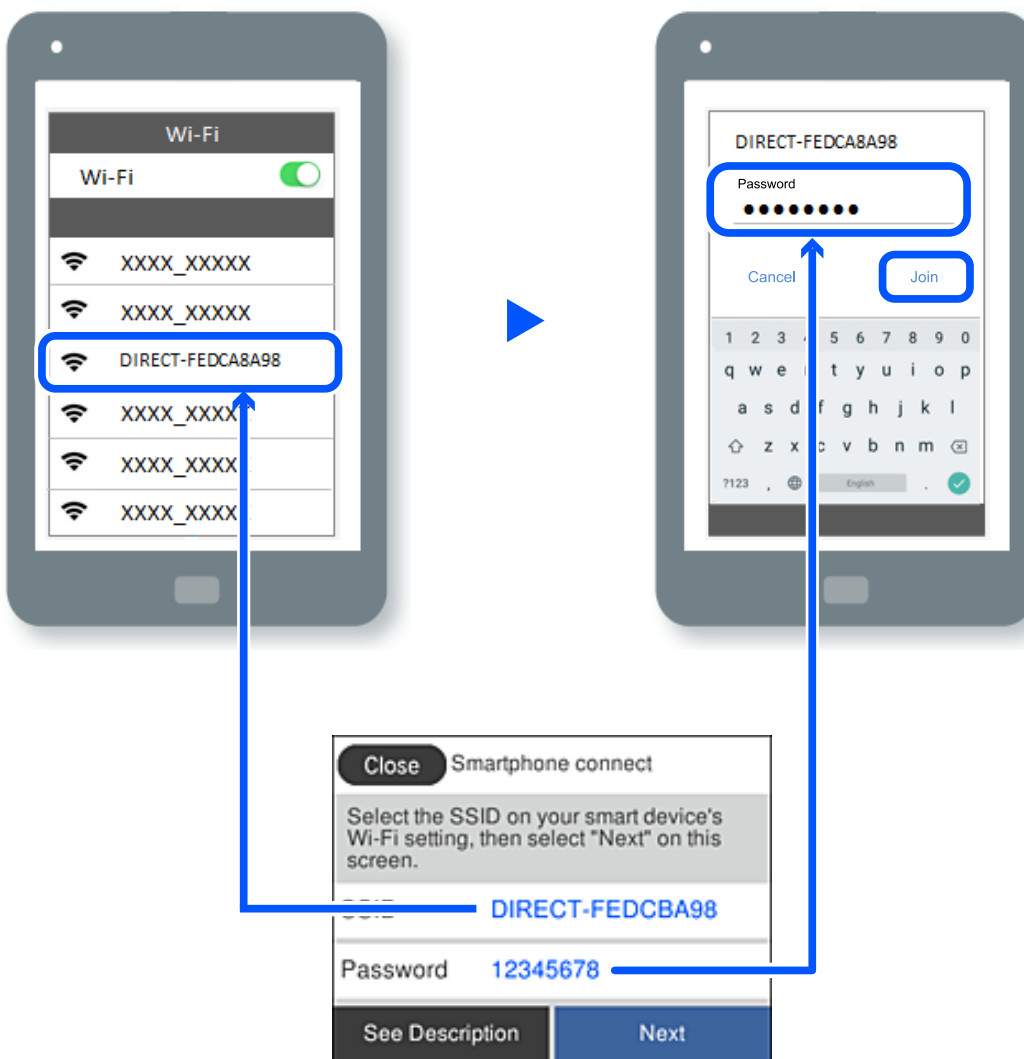 Wi-Fi
Wi-Fi
XXXX_XXXXX
XXXX_XXXXX
DIRECT-FEDCA8A98
XXXX_XXXX
XXXX_XXXX
XXXX_XXXX
DIRECT-FEDCA8A98
Password
●●●●●●●●
Cancel Join
1 2 3 4 5 6 7 8 9 0
q w e r t y u i o p
a s d f g h j k l
z x c v b n m
?123 , English .
Close Smartphone connect
Select the SSID on your smart device's
Wi-Fi setting, then select "Next" on this
screen.
SSID DIRECT-FEDCBA98
Password 12345678
See Description Next